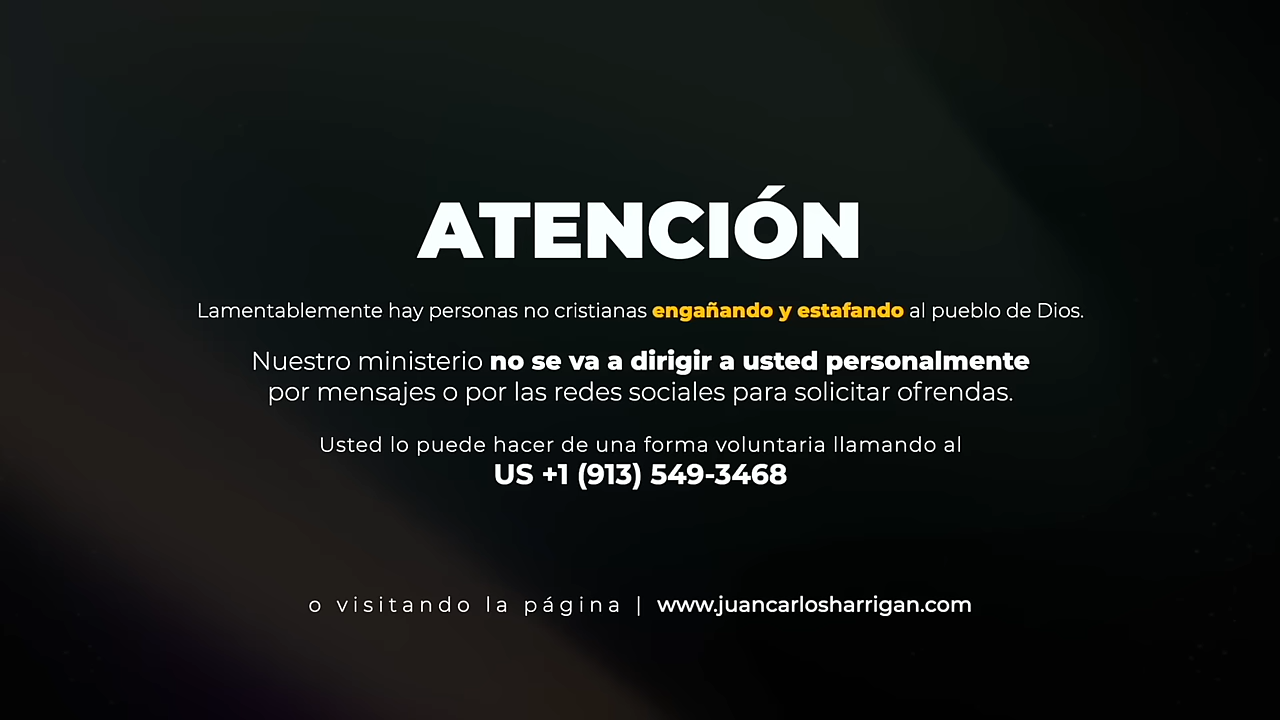 ATENCIÓN
Lamentablemente hay personas no cristianas engañando y estafando al pueblo de Dios.
Nuestro ministerio no se va a dirigir a usted personalmente
por mensajes o por las redes sociales para solicitar ofrendas.
Usted lo puede hacer de una forma voluntaria llamando al
US +1 (913) 549-3468
o visitando la página | www.juancarlosharrigan.com